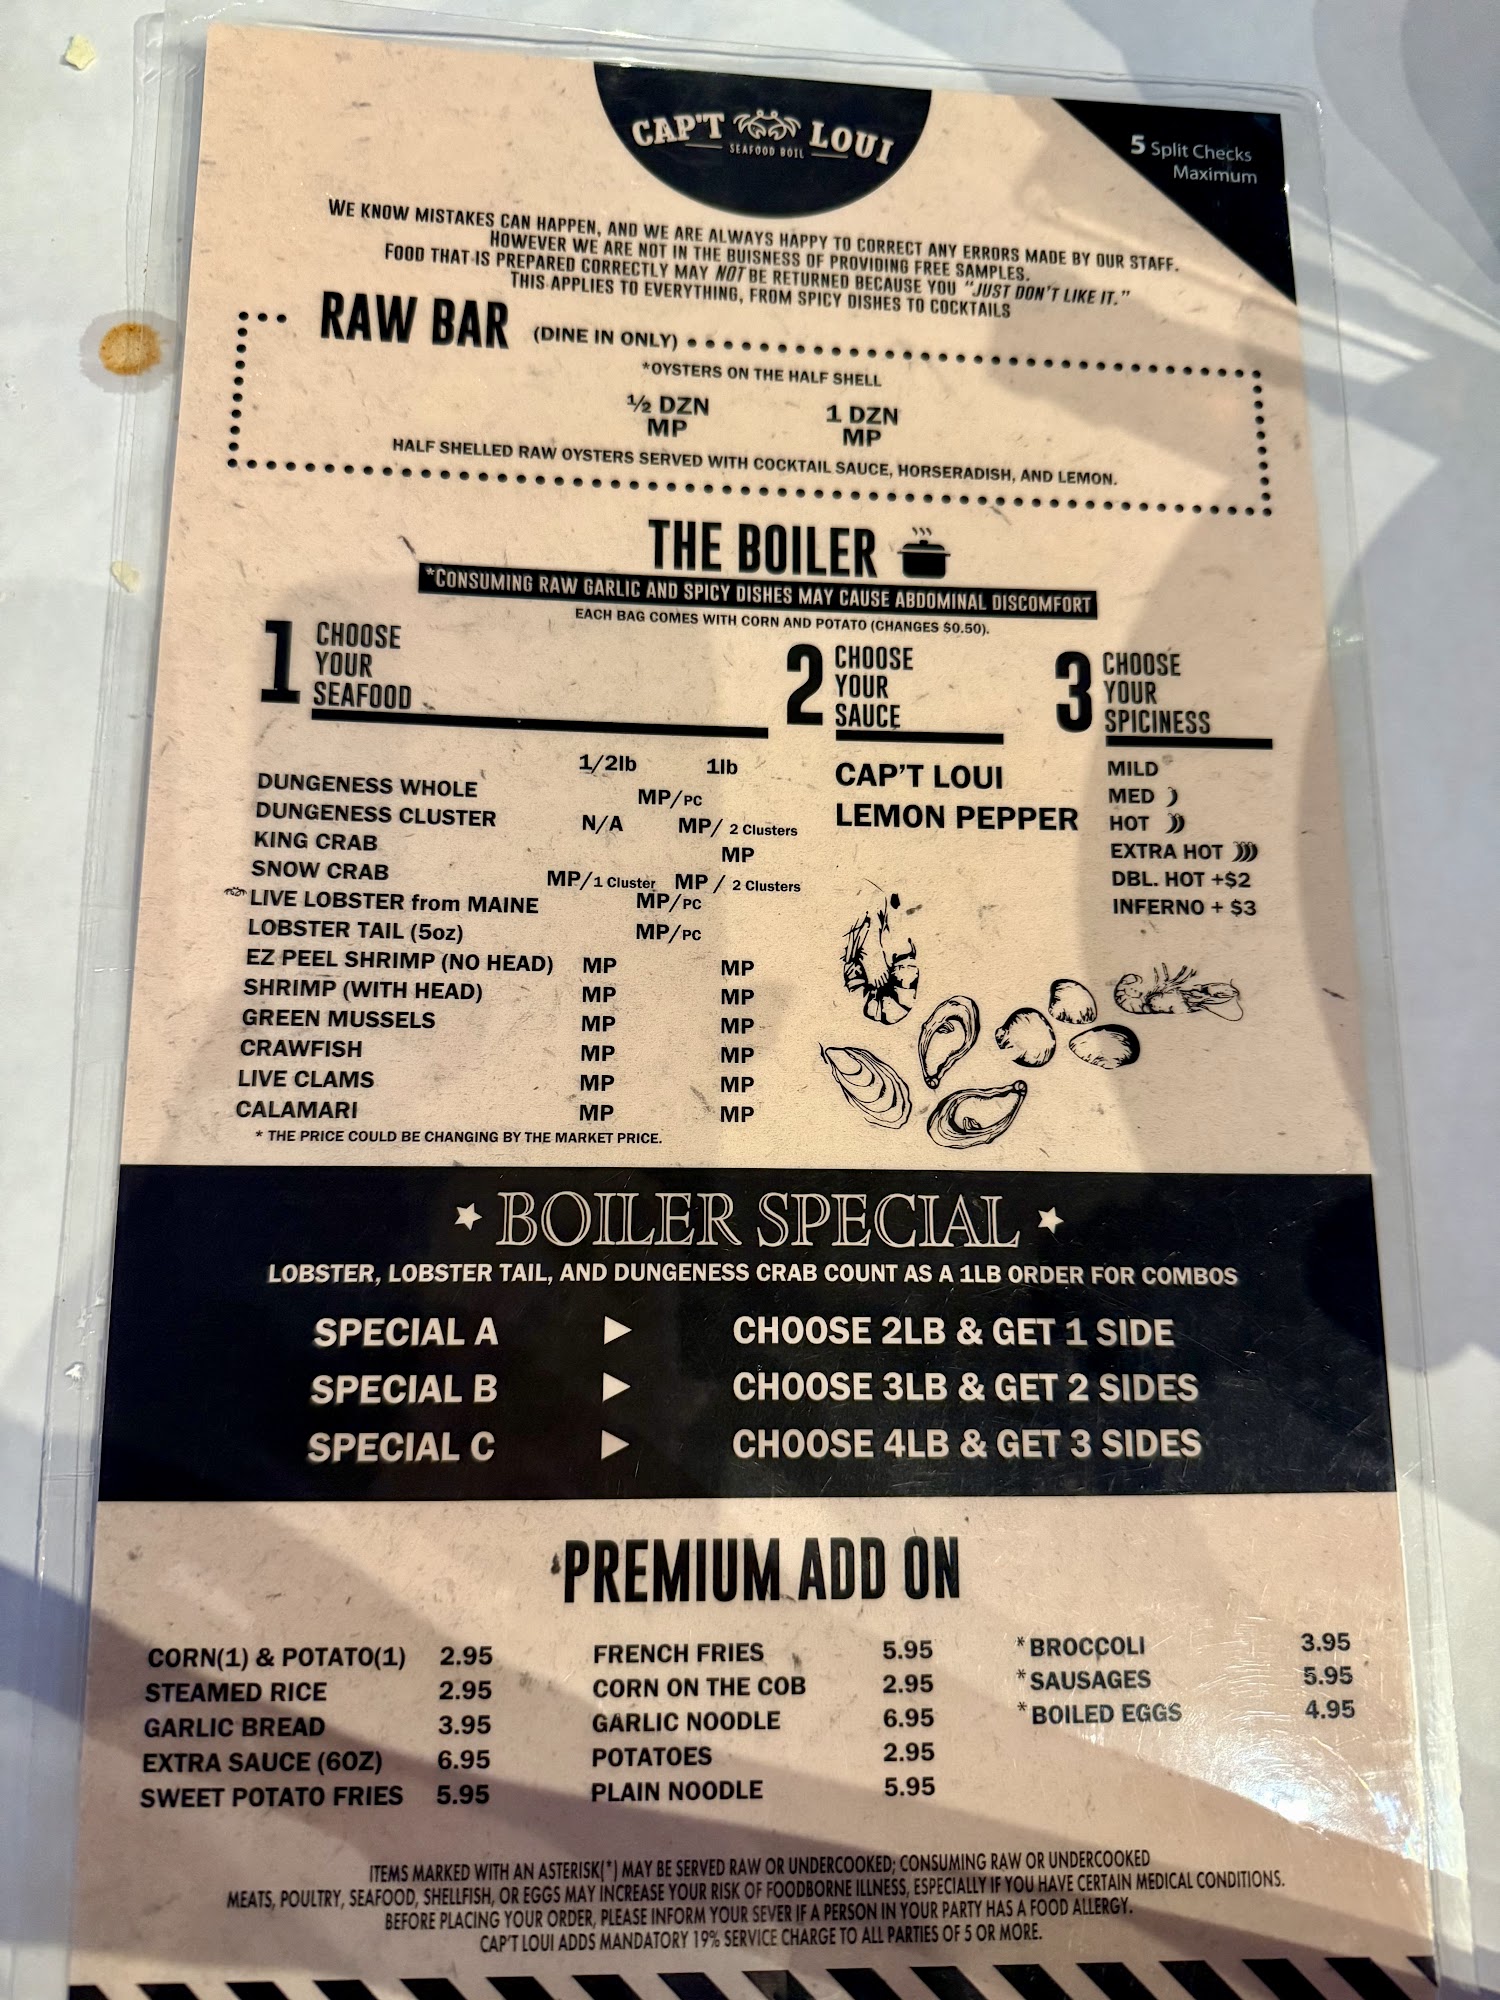 CAP'T LOUI
SEAFOOD BOIL
5 Split Checks
Maximum
WE KNOW MISTAKES CAN HAPPEN, AND WE ARE ALWAYS HAPPY TO CORRECT ANY ERRORS MADE BY OUR STAFF.
HOWEVER WE ARE NOT IN THE BUISNESS OF PROVIDING FREE SAMPLES.
FOOD THAT IS PREPARED CORRECTLY MAY NOT BE RETURNED BECAUSE YOU "JUST DON'T LIKE IT."
THIS APPLIES TO EVERYTHING, FROM SPICY DISHES TO COCKTAILS
RAW BAR (DINE IN ONLY)
*OYSTERS ON THE HALF SHELL
½ DZN 1 DZN
MP MP
HALF SHELLED RAW OYSTERS SERVED WITH COCKTAIL SAUCE, HORSERADISH, AND LEMON.
THE BOILER
*CONSUMING RAW GARLIC AND SPICY DISHES MAY CAUSE ABDOMINAL DISCOMFORT
EACH BAG COMES WITH CORN AND POTATO (CHANGES $0.50).
1 CHOOSE
YOUR
SEAFOOD
1/2lb 1lb
DUNGENESS WHOLE MP/PC
DUNGENESS CLUSTER N/A MP/ 2 Clusters
KING CRAB MP
SNOW CRAB MP/1 Cluster MP / 2 Clusters
LIVE LOBSTER from MAINE MP/PC
LOBSTER TAIL (5oz) MP/PC
EZ PEEL SHRIMP (NO HEAD) MP MP
SHRIMP (WITH HEAD) MP MP
GREEN MUSSELS MP MP
CRAWFISH MP MP
LIVE CLAMS MP MP
CALAMARI MP MP
* THE PRICE COULD BE CHANGING BY THE MARKET PRICE.
2 CHOOSE
YOUR
SAUCE
CAP'T LOUI
LEMON PEPPER
3 CHOOSE
YOUR
SPICINESS
MILD
MED
HOT
EXTRA HOT
DBL. HOT +$2
INFERNO + $3
BOILER SPECIAL
LOBSTER, LOBSTER TAIL, AND DUNGENESS CRAB COUNT AS A 1LB ORDER FOR COMBOS
SPECIAL A CHOOSE 2LB & GET 1 SIDE
SPECIAL B CHOOSE 3LB & GET 2 SIDES
SPECIAL C CHOOSE 4LB & GET 3 SIDES
PREMIUM ADD ON
CORN(1) & POTATO(1) 2.95
STEAMED RICE 2.95
GARLIC BREAD 3.95
EXTRA SAUCE (6OZ) 6.95
SWEET POTATO FRIES 5.95
FRENCH FRIES 5.95
CORN ON THE COB 2.95
GARLIC NOODLE 6.95
POTATOES 2.95
PLAIN NOODLE 5.95
*BROCCOLI 3.95
*SAUSAGES 5.95
*BOILED EGGS 4.95
ITEMS MARKED WITH AN ASTERISK(*) MAY BE SERVED RAW OR UNDERCOOKED; CONSUMING RAW OR UNDERCOOKED
MEATS, POULTRY, SEAFOOD, SHELLFISH, OR EGGS MAY INCREASE YOUR RISK OF FOODBORNE ILLNESS, ESPECIALLY IF YOU HAVE CERTAIN MEDICAL CONDITIONS.
BEFORE PLACING YOUR ORDER, PLEASE INFORM YOUR SEVER IF A PERSON IN YOUR PARTY HAS A FOOD ALLERGY.
CAP'T LOUI ADDS MANDATORY 19% SERVICE CHARGE TO ALL PARTIES OF 5 OR MORE.